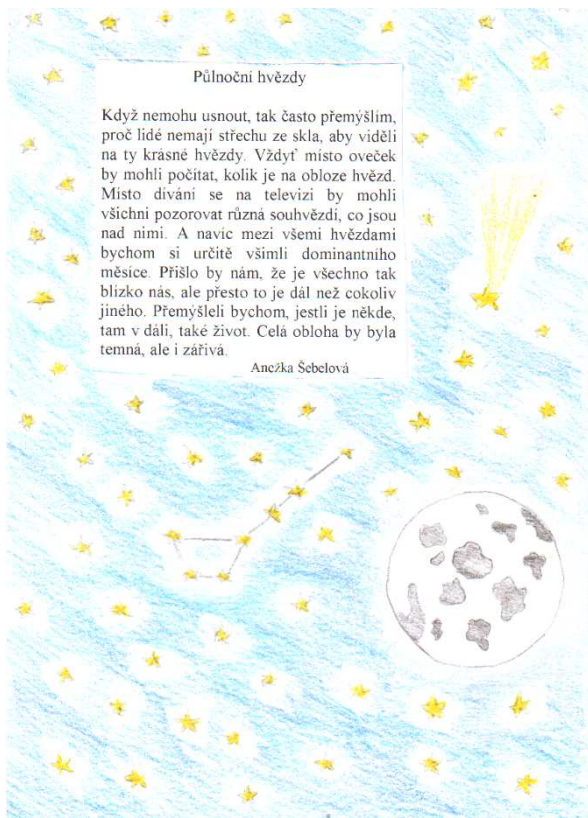 Půlnoční hvězdy
Když nemohu usnout, tak často přemýšlím,
proč lidé nemají střechu ze skla, aby viděli
na ty krásné hvězdy. Vždyť místo oveček
by mohli počítat, kolik je na obloze hvězd.
Místo dívání se na televizi by mohli
všichni pozorovat různá souhvězdí, co jsou
nad nimi. A navíc mezi všemi hvězdami
bychom si určitě všimli dominantního
měsíce. Přišlo by nám, že je všechno tak
blízko nás, ale přesto to je dál než cokoliv
jiného. Přemýšleli bychom, jestli je někde,
tam v dáli, také život. Celá obloha by byla
temná, ale i zářivá.
Anežka Šebelová